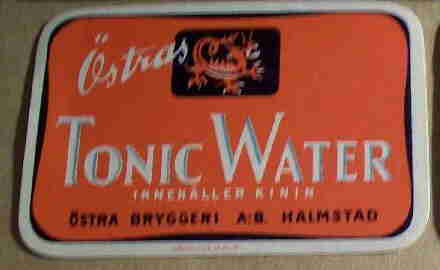 Östras
TONIC WATER
INNEHÅLLER KININ
ÖSTRA BRYGGERI A.B. HALMSTAD